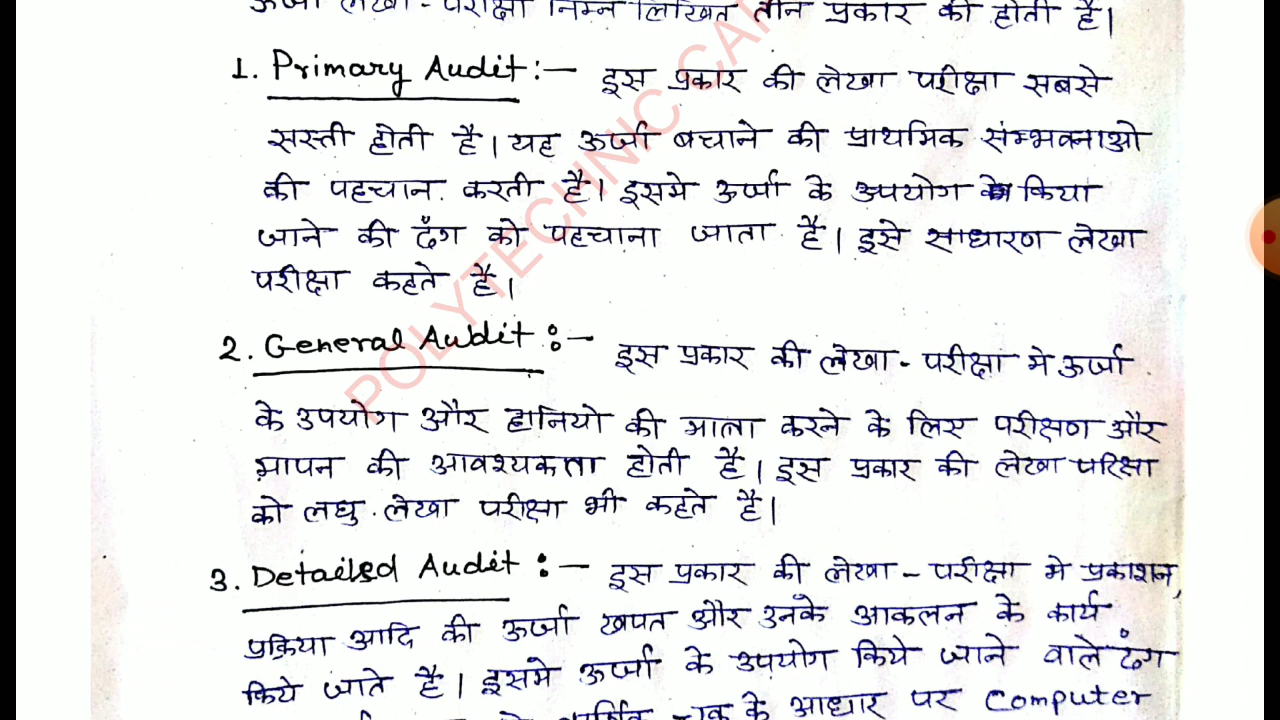 ऊर्जा लेखा - परीक्षा निम्न लिखित तीन प्रकार की होती है।
1. Primary Audit :— इस प्रकार की लेखा परीक्षा सबसे
सस्ती होती है। यह ऊर्जा बचाने की प्राथमिक संम्भवनाओ
की पहचान. करती है। इसमे ऊर्जा के उपयोग किया
जाने की ढँग को पहचाना जाता है। इसे साधारण लेखा
परीक्षा कहते है।
2. General Audit :— इस प्रकार की लेखा - परीक्षा मे ऊर्जा
के उपयोग और हानियो की माता करने के लिए परीक्षण और
मापन की आवश्यकता होती है। इस प्रकार की लेखा परिक्षा
को लघु लेखा परीक्षा भी कहते है।
3. Detailed Audit :— इस प्रकार की लेखा - परीक्षा मे प्रकाशन,
प्रक्रिया आदि की ऊर्जा खपत और उनके आकलन के कार्य
किये जाते है। इसमे ऊर्जा के उपयोग किये जाने वाले ढंग
के आधार पर Computer
POLYTECHNIC